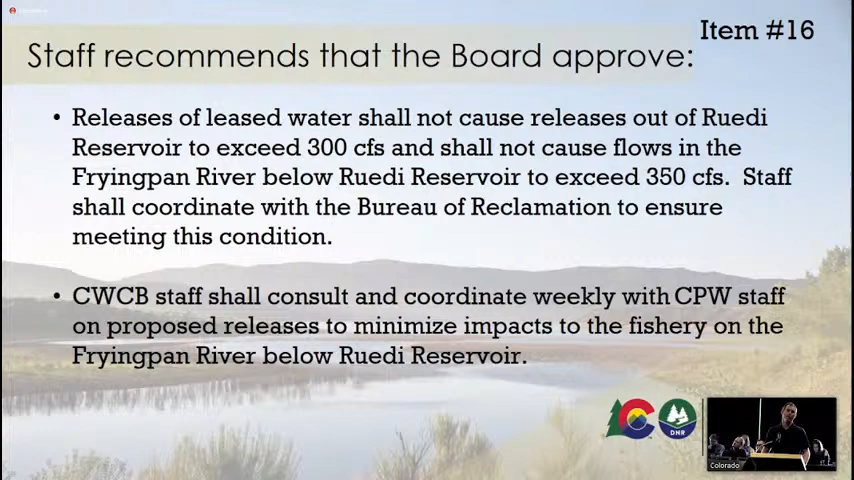 Item #16
Staff recommends that the Board approve:
• Releases of leased water shall not cause releases out of Ruedi
Reservoir to exceed 300 cfs and shall not cause flows in the
Fryingpan River below Ruedi Reservoir to exceed 350 cfs. Staff
shall coordinate with the Bureau of Reclamation to ensure
meeting this condition.
• CWCB staff shall consult and coordinate weekly with CPW staff
on proposed releases to minimize impacts to the fishery on the
Fryingpan River below Ruedi Reservoir.
DNR
Colorado